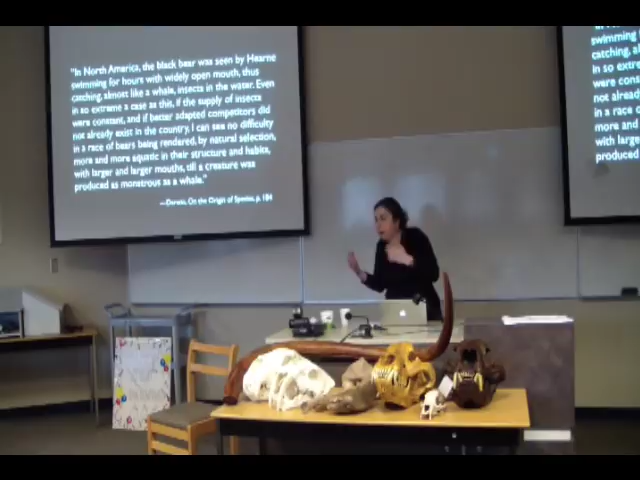 "In North America, the black bear was seen by Hearne
swimming for hours with widely open mouth, thus
catching, almost like a whale, insects in the water. Even
in so extreme a case as this, if the supply of insects
were constant, and if better adapted competitors did
not already exist in the country, I can see no difficulty
in a race of bears being rendered, by natural selection,
more and more aquatic in their structure and habits,
with larger and larger mouths, till a creature was
produced as monstrous as a whale."
—Darwin, On the Origin of Species, p. 184
swimming
catching,
in so extre
were cons
not already
in a race o
more and
with large
produced